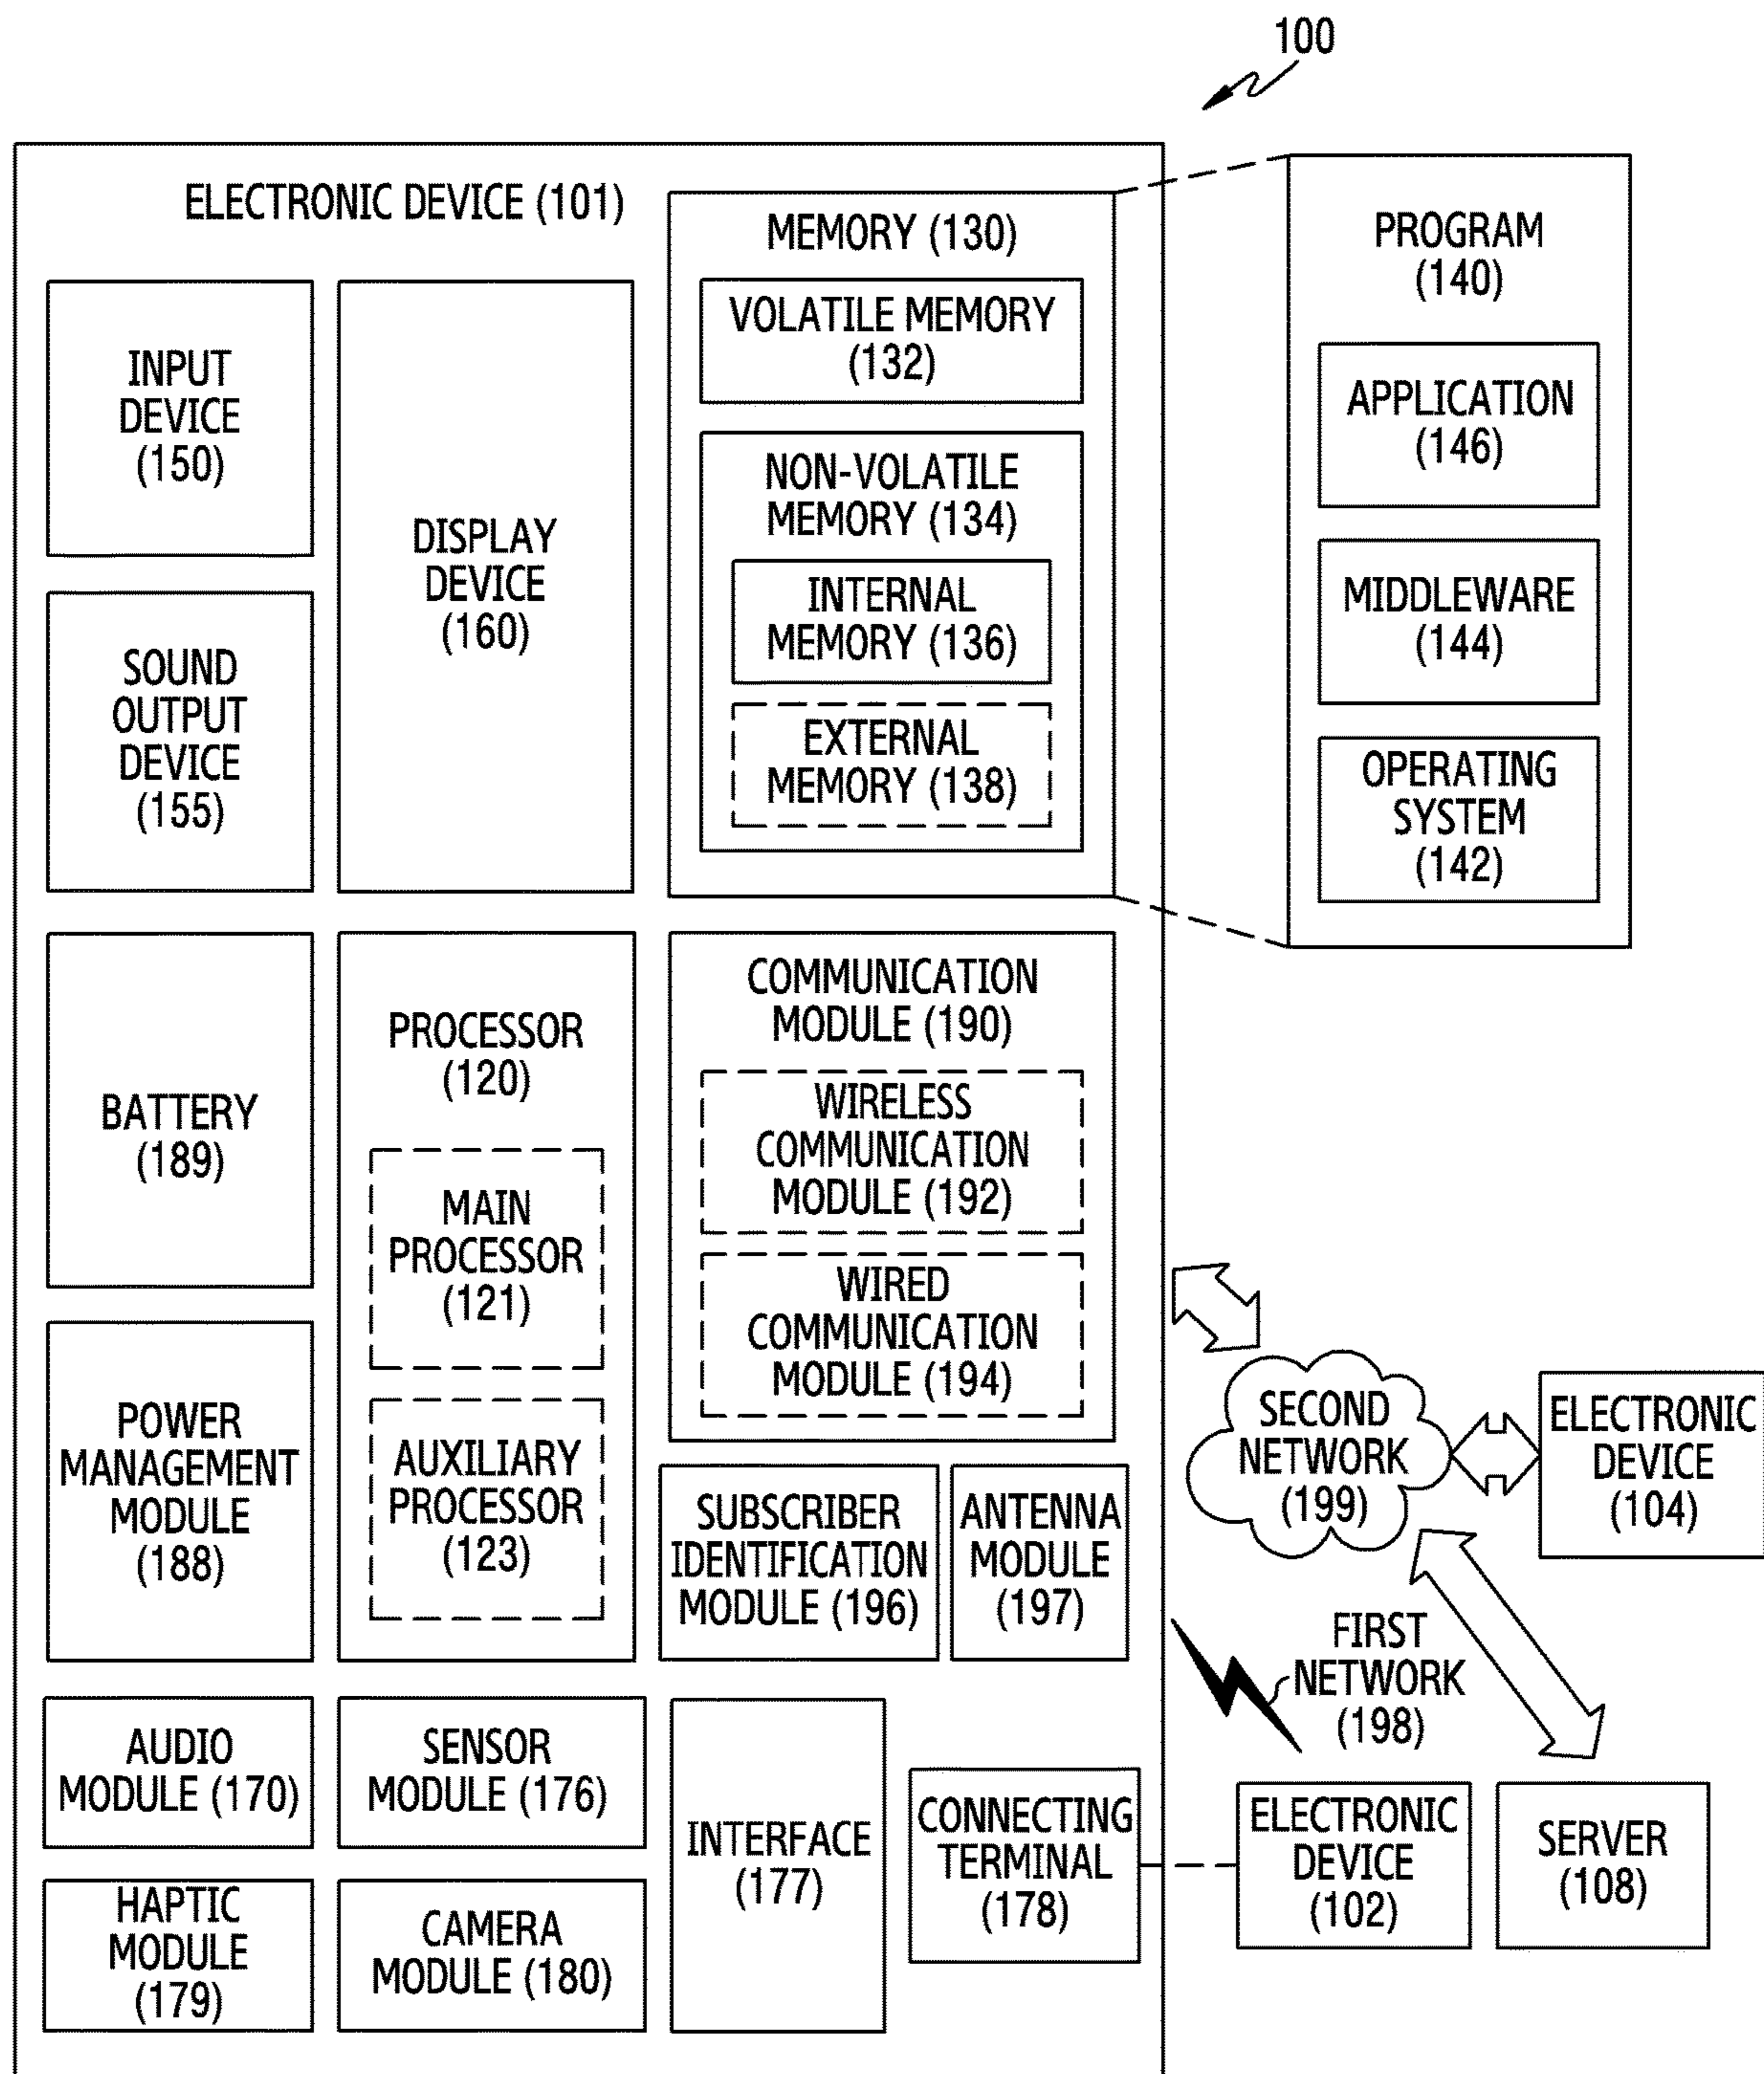 100
ELECTRONIC DEVICE (101)
MEMORY (130)
VOLATILE MEMORY
(132)
NON-VOLATILE
MEMORY (134)
INTERNAL
MEMORY (136)
EXTERNAL
MEMORY (138)
PROGRAM
(140)
APPLICATION
(146)
MIDDLEWARE
(144)
OPERATING
SYSTEM
(142)
INPUT
DEVICE
(150)
SOUND
OUTPUT
DEVICE
(155)
DISPLAY
DEVICE
(160)
BATTERY
(189)
POWER
MANAGEMENT
MODULE
(188)
PROCESSOR
(120)
MAIN
PROCESSOR
(121)
AUXILIARY
PROCESSOR
(123)
COMMUNICATION
MODULE (190)
WIRELESS
COMMUNICATION
MODULE (192)
WIRED
COMMUNICATION
MODULE (194)
SUBSCRIBER
IDENTIFICATION
MODULE (196)
ANTENNA
MODULE
(197)
SECOND
NETWORK
(199)
ELECTRONIC
DEVICE
(104)
FIRST
NETWORK
(198)
AUDIO
MODULE (170)
SENSOR
MODULE (176)
HAPTIC
MODULE
(179)
CAMERA
MODULE (180)
INTERFACE
(177)
CONNECTING
TERMINAL
(178)
ELECTRONIC
DEVICE
(102)
SERVER
(108)